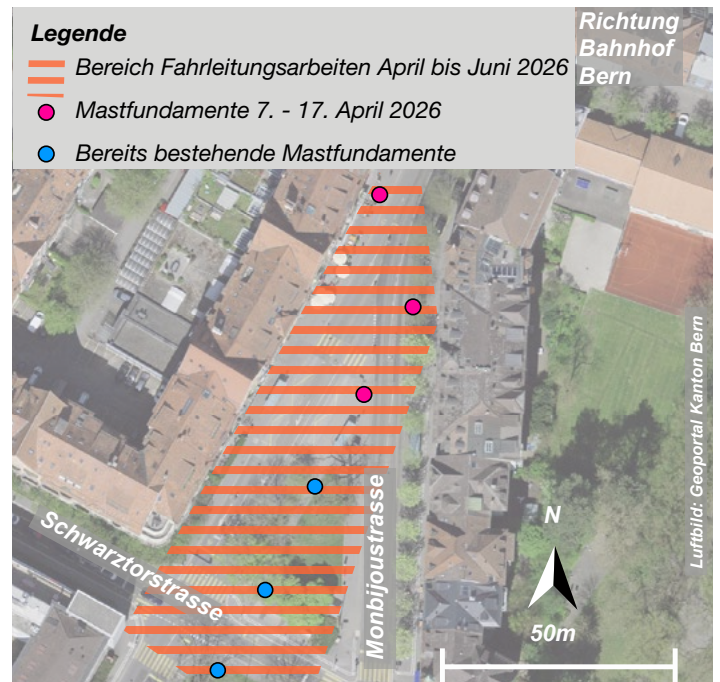 Legende
Bereich Fahrleitungsarbeiten April bis Juni 2026
Mastfundamente 7. - 17. April 2026
Bereits bestehende Mastfundamente
Richtung
Bahnhof
Bern
Luftbild: Geoportal Kanton Bern
Schwarztorstrasse
Monbijoustrasse
N
50m